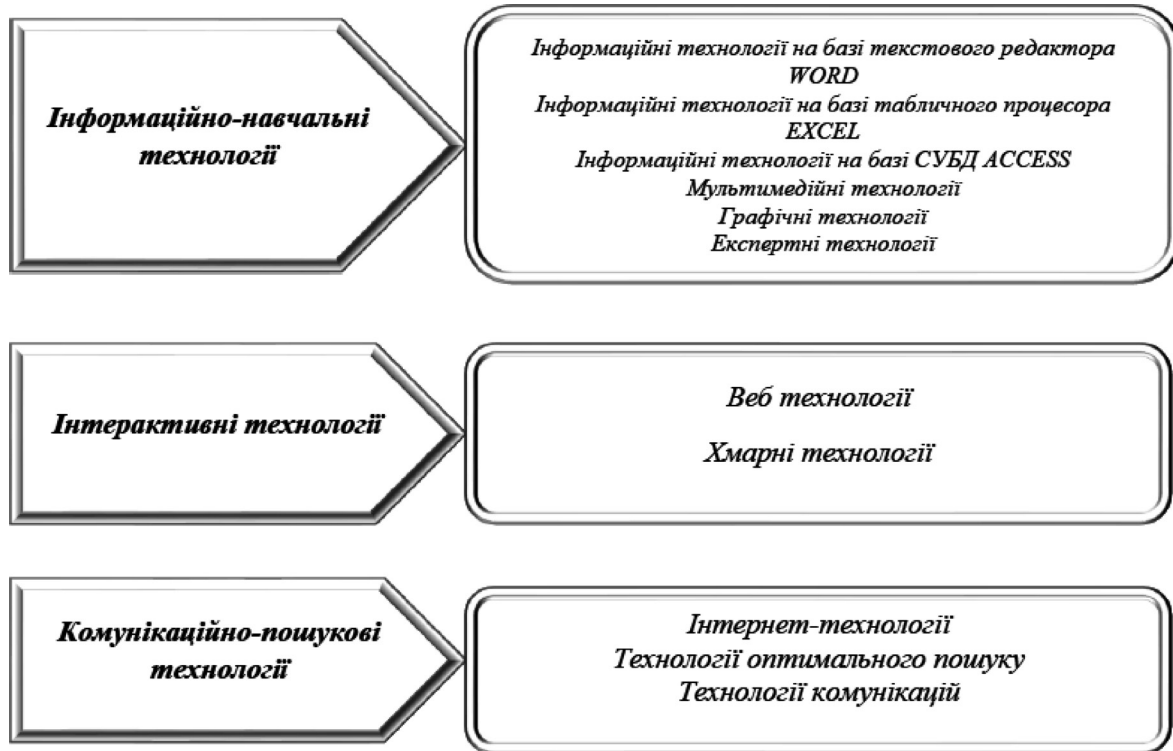 Інформаційно-навчальні
технології
Інформаційні технології на базі текстового редактора
WORD
Інформаційні технології на базі табличного процесора
EXCEL
Інформаційні технології на базі СУБД ACCESS
Мультимедійні технології
Графічні технології
Експертні технології
Інтерактивні технології
Веб технології
Хмарні технології
Комунікаційно-пошукові
технології
Інтернет-технології
Технології оптимального пошуку
Технології комунікацій